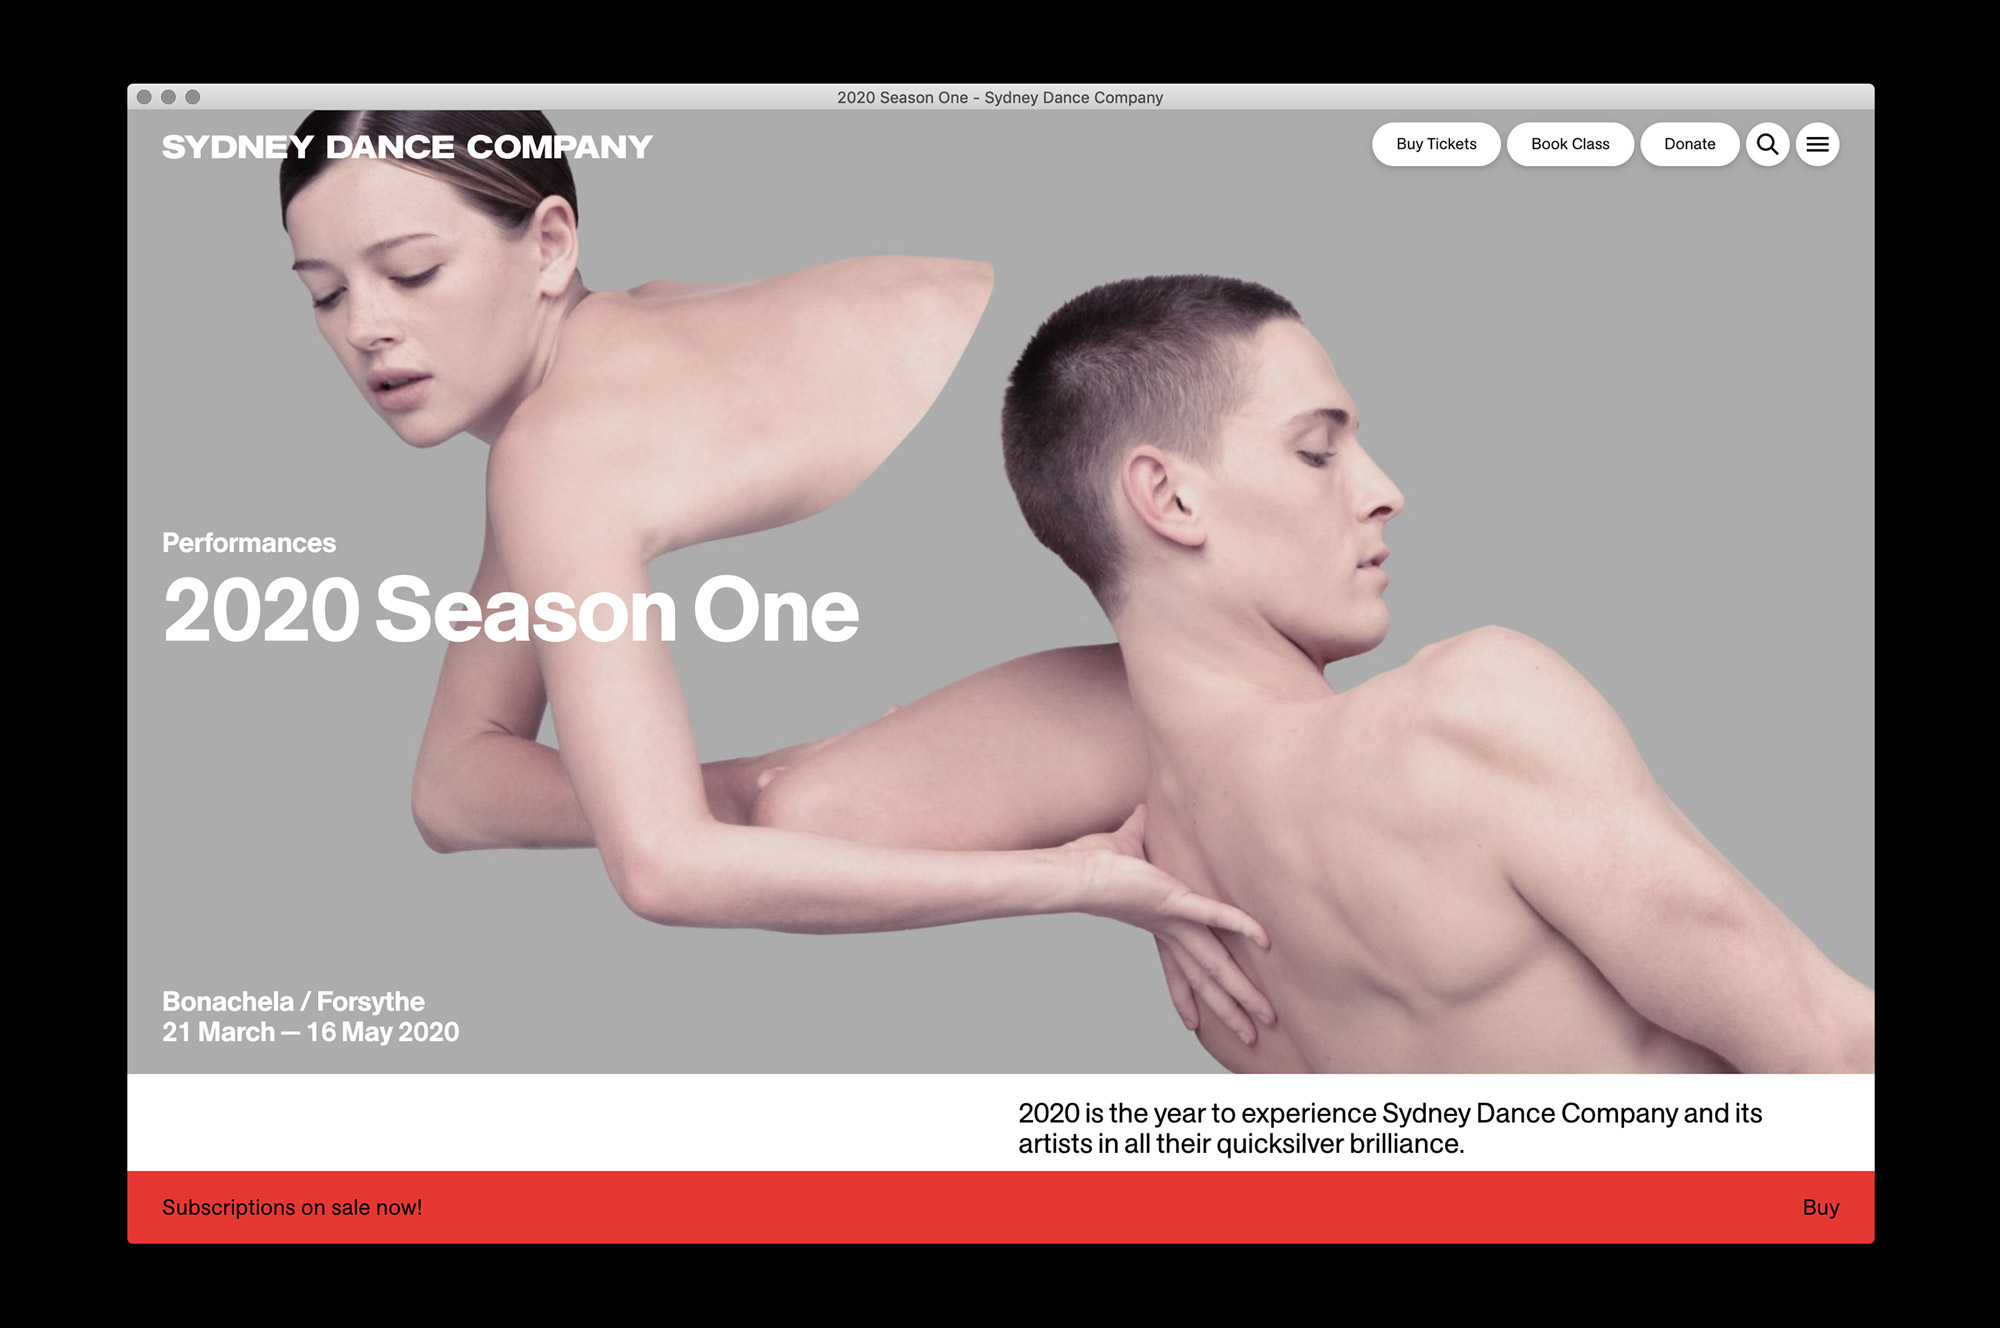 2020 Season One - Sydney Dance Company
SYDNEY DANCE COMPANY
Buy Tickets
Book Class
Donate
Performances
2020 Season One
Bonachela / Forsythe
21 March — 16 May 2020
2020 is the year to experience Sydney Dance Company and its
artists in all their quicksilver brilliance.
Subscriptions on sale now!
Buy